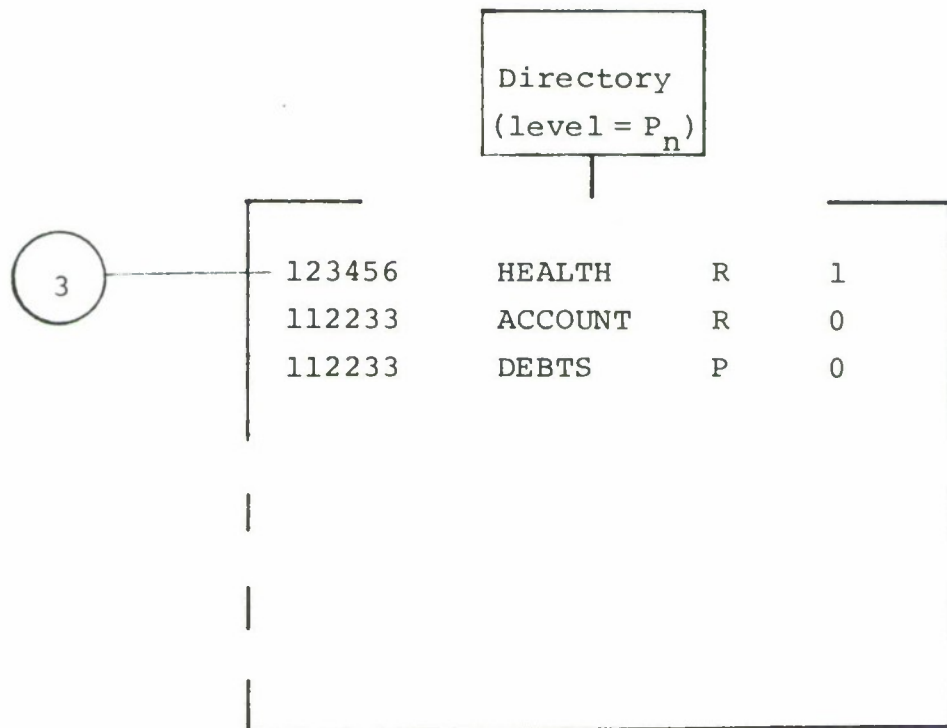 Directory
(level = Pn)
3
123456 HEALTH R 1
112233 ACCOUNT R 0
112233 DEBTS P 0